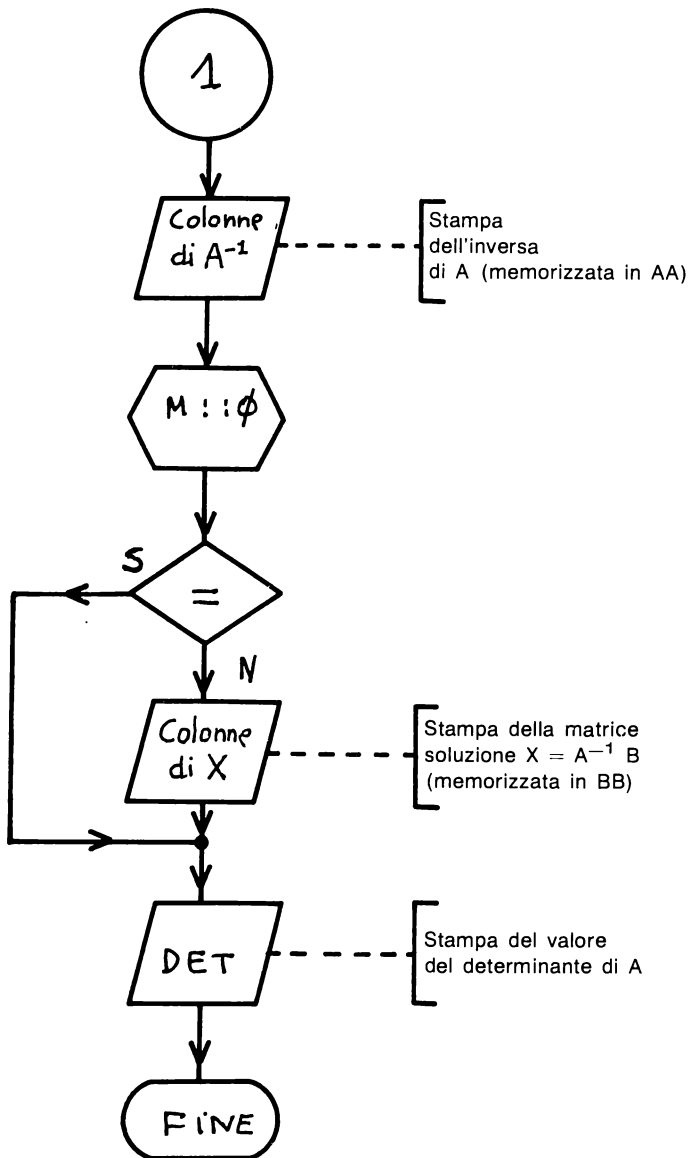 1
Colonne
di A⁻¹
Stampa
dell'inversa
di A (memorizzata in AA)
M : : φ
S
=
N
Colonne
di X
Stampa della matrice
soluzione X = A⁻¹ B
(memorizzata in BB)
DET
Stampa del valore
del determinante di A
FINE